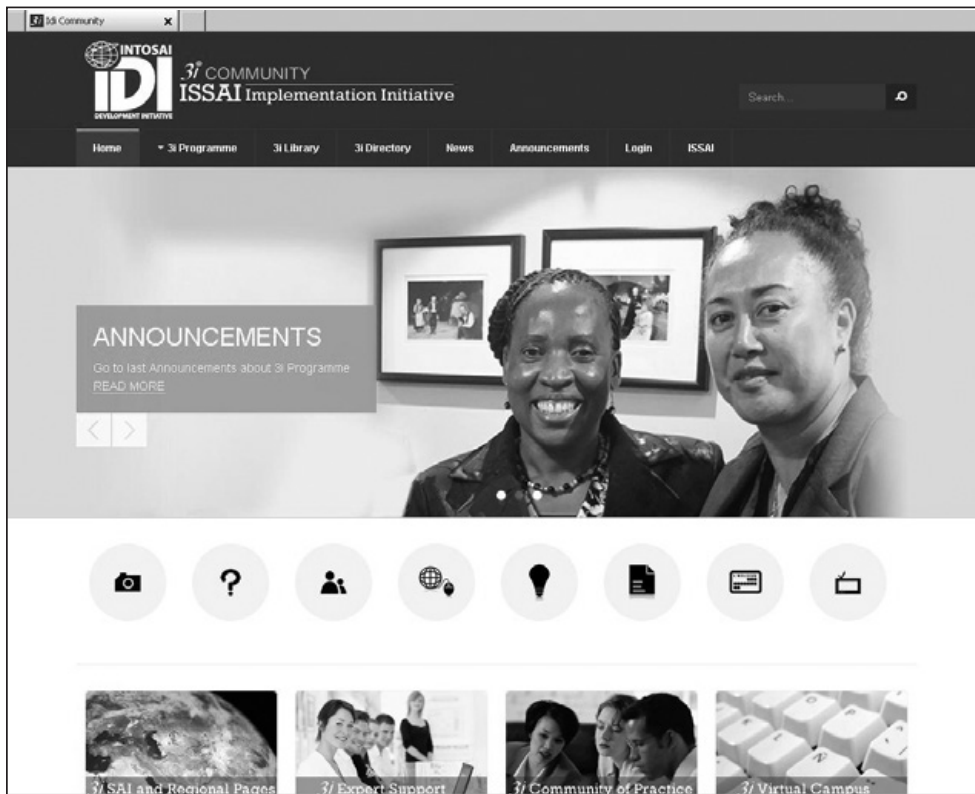 3i Idi Community x
INTOSAI
IDI
DEVELOPMENT INITIATIVE
3i COMMUNITY
ISSAI Implementation Initiative
Search...
Home 3i Programme 3i Library 3i Directory News Announcements Login ISSAI
ANNOUNCEMENTS
Go to last Announcements about 3i Programme
READ MORE
3i SAI and Regional Pages
3i Expert Support
3i Community of Practice
3i Virtual Campus